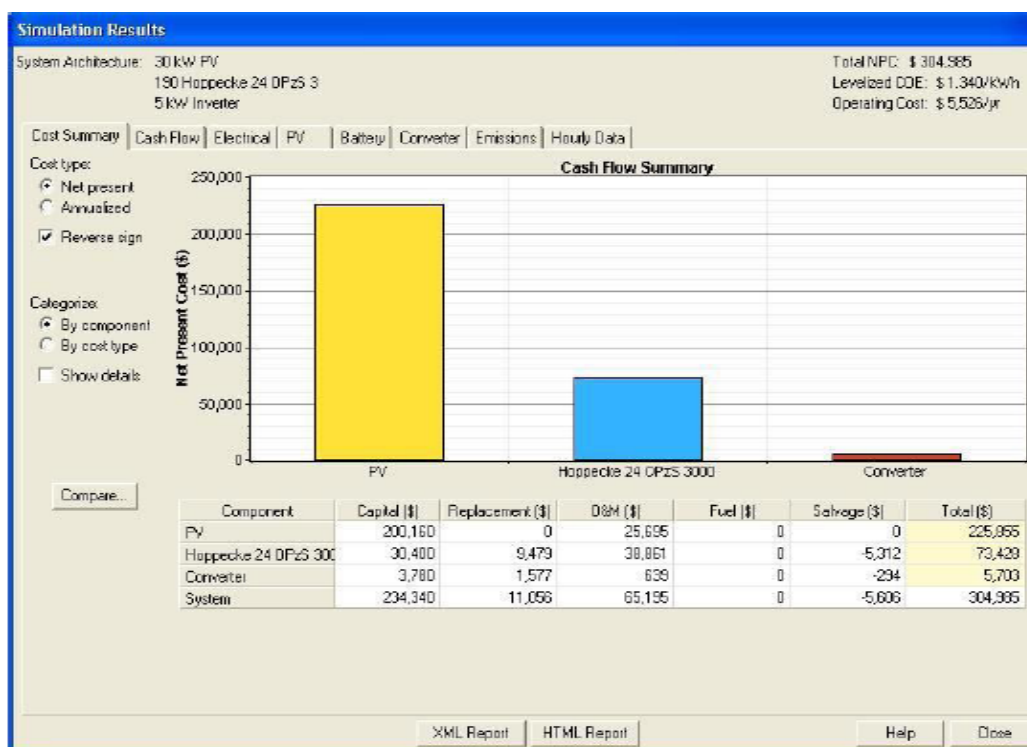 Simulation Results
System Architecture: 30 kW PV
190 Hoppecke 24 OPzS 3
5 kW Inverter
Total NPC: $ 304,985
Levelized COE: $ 1.340/kWh
Operating Cost: $ 5,526/yr
Cost Summary Cash Flow Electrical PV Battery Converter Emissions Hourly Data
Cost type:
Net present
Annualized
Reverse sign
Categorize:
By component
By cost type
Show details
Compare...
Cash Flow Summary
Net Present Cost ($)
250,000
200,000
150,000
100,000
50,000
0
PV Hoppecke 24 OPzS 3000 Converter
Component Capital ($) Replacement ($) O&M ($) Fuel ($) Salvage ($) Total ($)
PV 200,160 0 25,695 0 0 225,855
Hoppecke 24 OPzS 300 30,400 9,479 38,861 0 -5,312 73,428
Converter 3,780 1,577 639 0 -294 5,703
System 234,340 11,056 65,195 0 -5,606 304,985
XML Report HTML Report Help Close